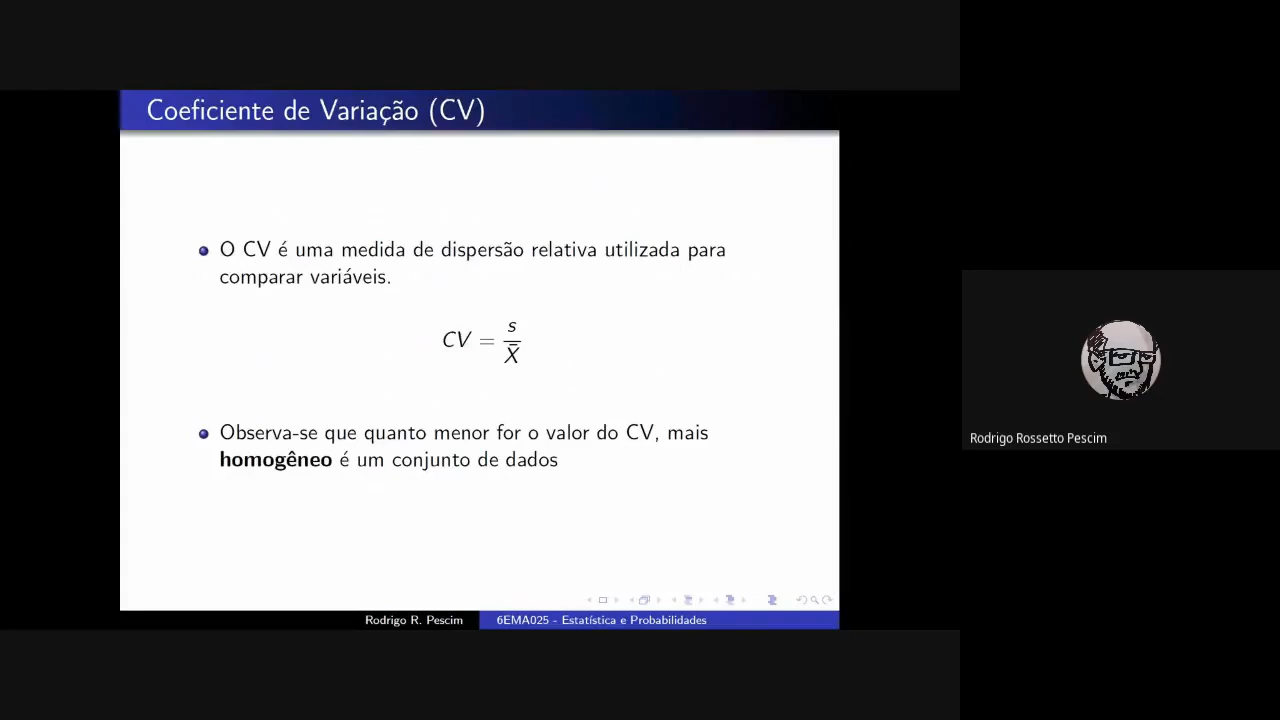 Coeficiente de Variação (CV)
O CV é uma medida de dispersão relativa utilizada para
comparar variáveis.
CV = s / X̄
Observa-se que quanto menor for o valor do CV, mais
homogêneo é um conjunto de dados
Rodrigo Rossetto Pescim
Rodrigo R. Pescim
6EMA025 - Estatística e Probabilidades